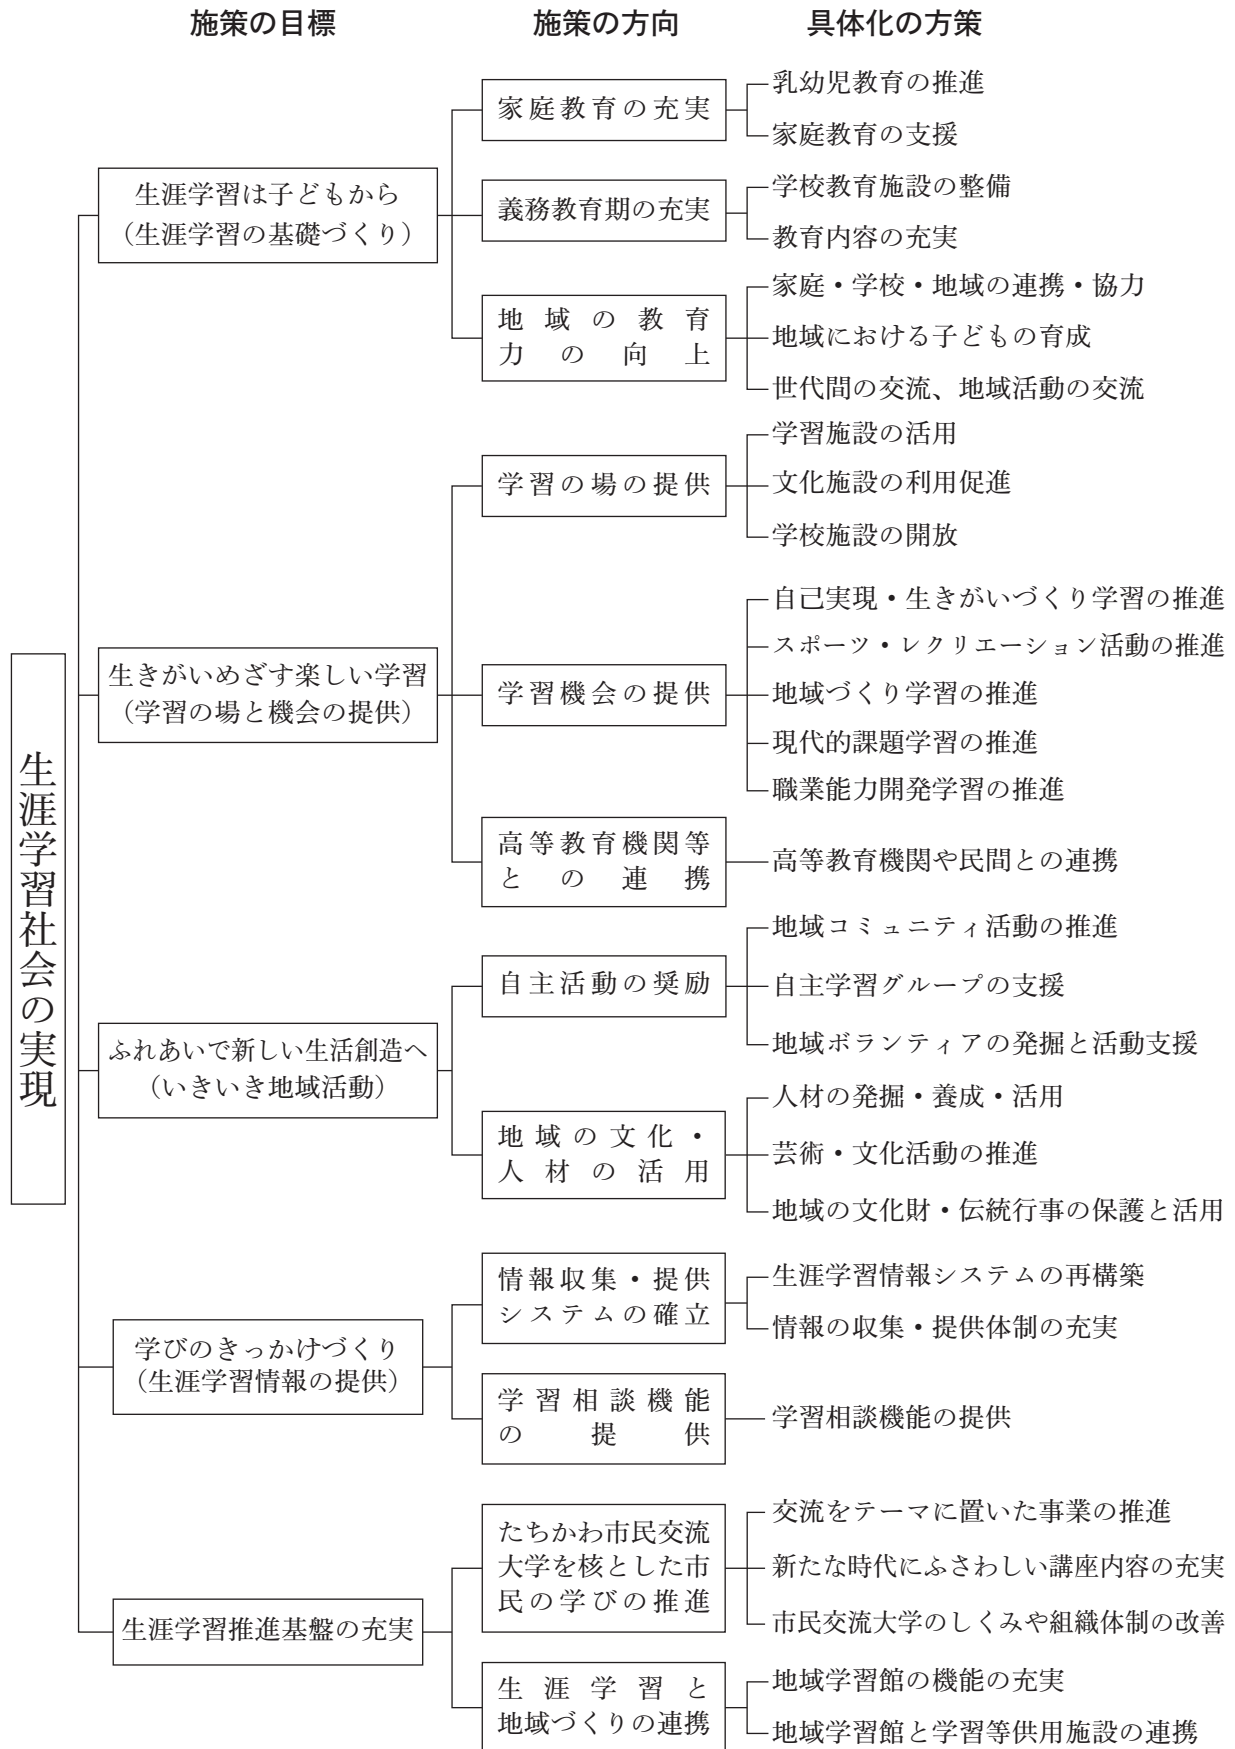 施策の目標
施策の方向
具体化の方策
生涯学習社会の実現
生涯学習は子どもから
（生涯学習の基礎づくり）
家庭教育の充実
乳幼児教育の推進
家庭教育の支援
義務教育期の充実
学校教育施設の整備
教育内容の充実
地域の教育
力の向上
家庭・学校・地域の連携・協力
地域における子どもの育成
世代間の交流、地域活動の交流
生きがいめざす楽しい学習
（学習の場と機会の提供）
学習の場の提供
学習施設の活用
文化施設の利用促進
学校施設の開放
学習機会の提供
自己実現・生きがいづくり学習の推進
スポーツ・レクリエーション活動の推進
地域づくり学習の推進
現代的課題学習の推進
職業能力開発学習の推進
高等教育機関等
との連携
高等教育機関や民間との連携
ふれあいで新しい生活創造へ
（いきいき地域活動）
自主活動の奨励
地域コミュニティ活動の推進
自主学習グループの支援
地域ボランティアの発掘と活動支援
地域の文化・
人材の活用
人材の発掘・養成・活用
芸術・文化活動の推進
地域の文化財・伝統行事の保護と活用
学びのきっかけづくり
（生涯学習情報の提供）
情報収集・提供
システムの確立
生涯学習情報システムの再構築
情報の収集・提供体制の充実
学習相談機能
の提供
学習相談機能の提供
生涯学習推進基盤の充実
たちかわ市民交流
大学を核とした市
民の学びの推進
交流をテーマに置いた事業の推進
新たな時代にふさわしい講座内容の充実
市民交流大学のしくみや組織体制の改善
生涯学習と
地域づくりの連携
地域学習館の機能の充実
地域学習館と学習等供用施設の連携